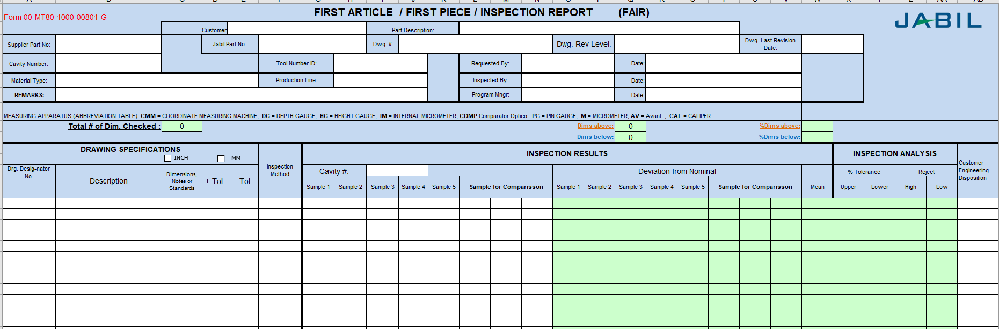 FIRST ARTICLE / FIRST PIECE / INSPECTION REPORT (FAIR)
Form 00-MT80-1000-00801-G
JABIL
Customer
Part Description:
Supplier Part No:
Jabil Part No :
Dwg. #
Dwg. Rev Level.
Dwg. Last Revision
Date:
Cavity Number:
Tool Number ID:
Requested By:
Date:
Material Type:
Production Line:
Inspected By:
Date:
REMARKS:
Program Mngr:
Date:
MEASURING APPARATUS (ABBREVIATION TABLE) CMM = COORDINATE MEASURING MACHINE, DG = DEPTH GAUGE, HG = HEIGHT GAUGE, IM = INTERNAL MICROMETER, COMP.Comparator Optico PG = PIN GAUGE, M = MICROMETER, AV = Avant , CAL = CALIPER
Total # of Dim. Checked : 0
Dims above: 0
%Dims above:
Dims below: 0
%Dims below:
DRAWING SPECIFICATIONS
INCH
MM
Inspection
Method
INSPECTION RESULTS
INSPECTION ANALYSIS
Customer
Engineering
Disposition
Drg. Desig-nator
No.
Description
Dimensions,
Notes or
Standards
+ Tol.
- Tol.
Cavity #:
Deviation from Nominal
% Tolerance
Reject
Sample 1 Sample 2 Sample 3 Sample 4 Sample 5 Sample for Comparisson Sample 1 Sample 2 Sample 3 Sample 4 Sample 5 Sample for Comparisson Mean Upper Lower High Low